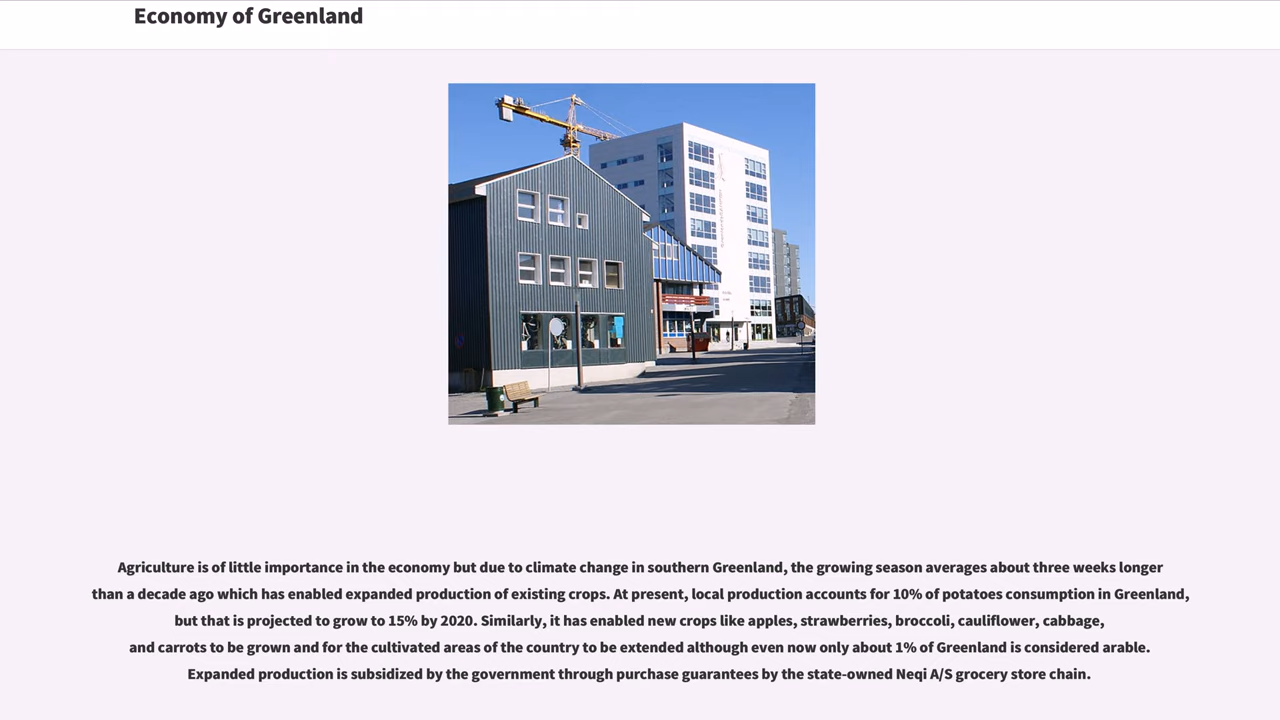 Economy of Greenland
Agriculture is of little importance in the economy but due to climate change in southern Greenland, the growing season averages about three weeks longer
than a decade ago which has enabled expanded production of existing crops. At present, local production accounts for 10% of potatoes consumption in Greenland,
but that is projected to grow to 15% by 2020. Similarly, it has enabled new crops like apples, strawberries, broccoli, cauliflower, cabbage,
and carrots to be grown and for the cultivated areas of the country to be extended although even now only about 1% of Greenland is considered arable.
Expanded production is subsidized by the government through purchase guarantees by the state-owned Neqi A/S grocery store chain.